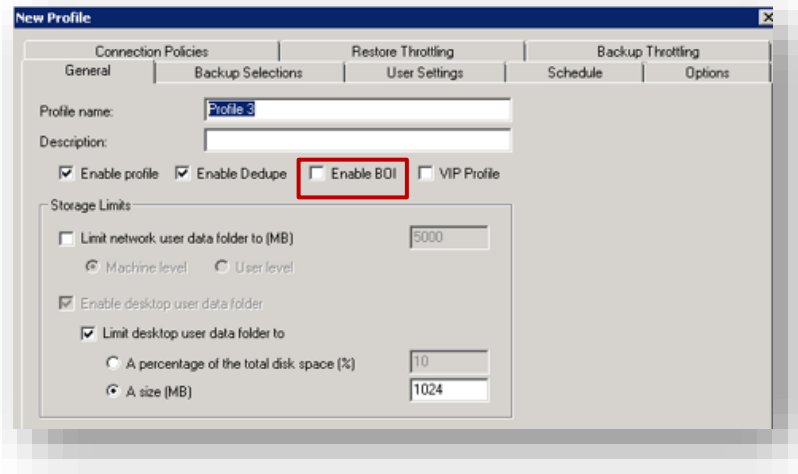 New Profile
Connection Policies Restore Throttling Backup Throttling
General Backup Selections User Settings Schedule Options
Profile name: Profile 3
Description:
Enable profile Enable Dedupe Enable BOI VIP Profile
Storage Limits
Limit network user data folder to (MB) 5000
Machine level User level
Enable desktop user data folder
Limit desktop user data folder to
A percentage of the total disk space (%) 10
A size (MB) 1024